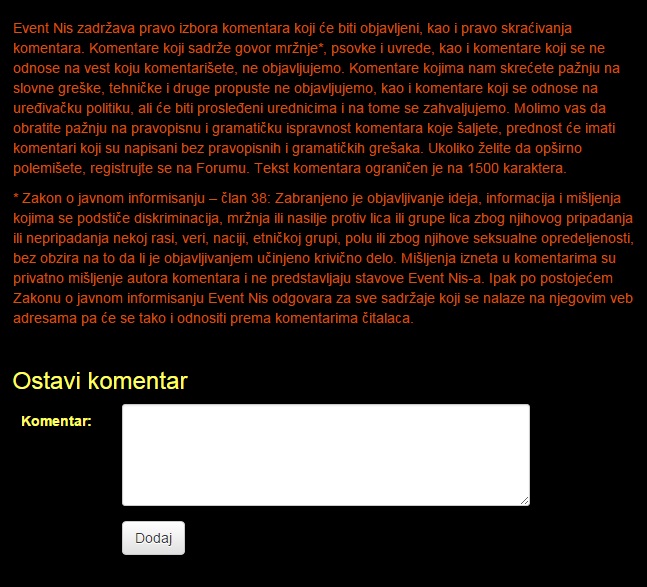 Event Nis zadržava pravo izbora komentara koji će biti objavljeni, kao i pravo skraćivanja
komentara. Komentare koji sadrže govor mržnje*, psovke i uvrede, kao i komentare koji se ne
odnose na vest koju komentarišete, ne objavljujemo. Komentare kojima nam skrećete pažnju na
slovne greške, tehničke i druge propuste ne objavljujemo, kao i komentare koji se odnose na
uređivačku politiku, ali će biti prosleđeni urednicima i na tome se zahvaljujemo. Molimo vas da
obratite pažnju na pravopisnu i gramatičku ispravnost komentara koje šaljete, prednost će imati
komentari koji su napisani bez pravopisnih i gramatičkih grešaka. Ukoliko želite da opširno
polemišete, registrujte se na Forumu. Tekst komentara ograničen je na 1500 karaktera.
* Zakon o javnom informisanju – član 38: Zabranjeno je objavljivanje ideja, informacija i mišljenja
kojima se podstiče diskriminacija, mržnja ili nasilje protiv lica ili grupe lica zbog njihovog pripadanja
ili nepripadanja nekoj rasi, veri, naciji, etničkoj grupi, polu ili zbog njihove seksualne opredeljenosti,
bez obzira na to da li je objavljivanjem učinjeno krivično delo. Mišljenja izneta u komentarima su
privatno mišljenje autora komentara i ne predstavljaju stavove Event Nis-a. Ipak po postojećem
Zakonu o javnom informisanju Event Nis odgovara za sve sadržaje koji se nalaze na njegovim veb
adresama pa će se tako i odnositi prema komentarima čitalaca.
Ostavi komentar
Komentar:
Dodaj